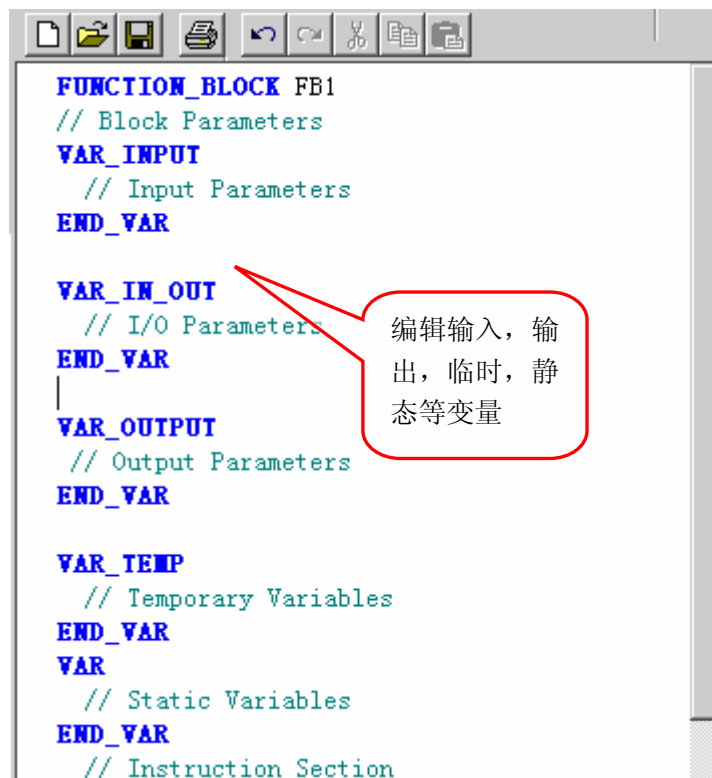 FUNCTION_BLOCK FB1
// Block Parameters
VAR_INPUT
// Input Parameters
END_VAR
VAR_IN_OUT
// I/O Parameters
END_VAR
VAR_OUTPUT
// Output Parameters
END_VAR
VAR_TEMP
// Temporary Variables
END_VAR
VAR
// Static Variables
END_VAR
// Instruction Section
编辑输入，输
出，临时，静
态等变量